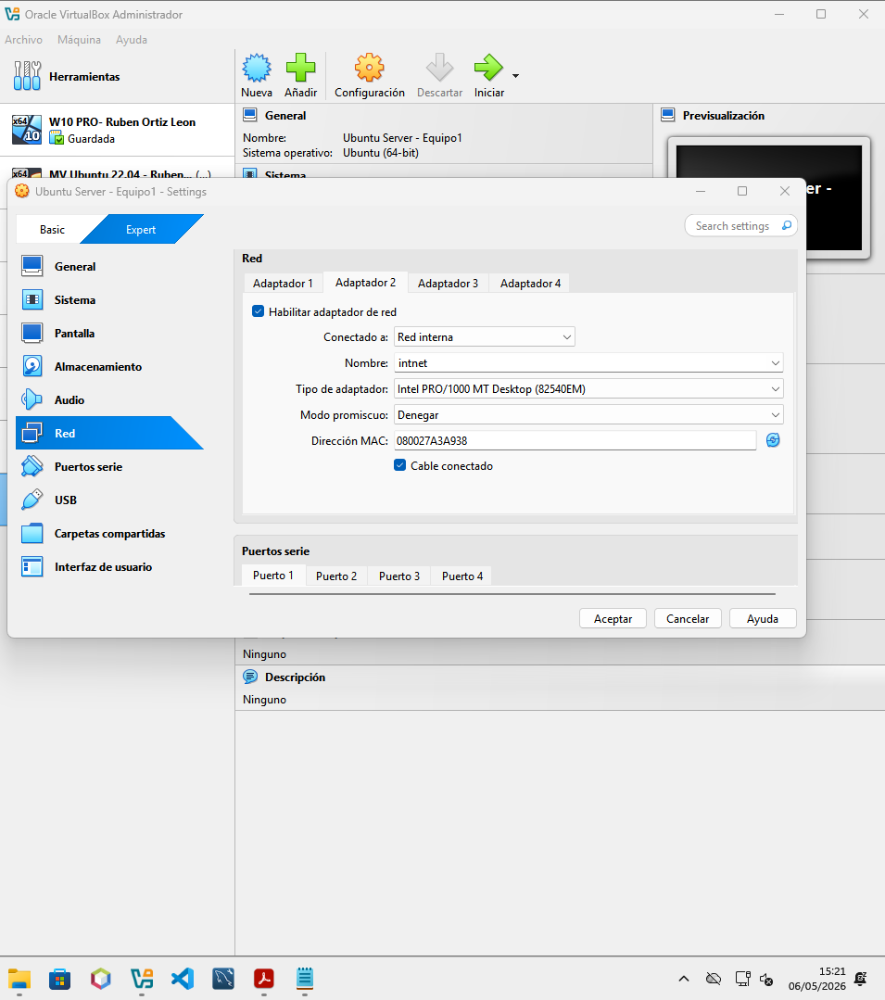 Oracle VirtualBox Administrador
Archivo Máquina Ayuda
Herramientas
Nueva Añadir Configuración Descartar Iniciar
W10 PRO- Ruben Ortiz Leon
Guardada
MV Ubuntu 22.04 - Ruben... (...)
General
Nombre: Ubuntu Server - Equipo1
Sistema operativo: Ubuntu (64-bit)
Sistema
Previsualización
er -
Ubuntu Server - Equipo1 - Settings
Basic Expert
Search settings
General
Sistema
Pantalla
Almacenamiento
Audio
Red
Puertos serie
USB
Carpetas compartidas
Interfaz de usuario
Red
Adaptador 1 Adaptador 2 Adaptador 3 Adaptador 4
Habilitar adaptador de red
Conectado a: Red interna
Nombre: intnet
Tipo de adaptador: Intel PRO/1000 MT Desktop (82540EM)
Modo promiscuo: Denegar
Dirección MAC: 080027A3A938
Cable conectado
Puertos serie
Puerto 1 Puerto 2 Puerto 3 Puerto 4
Aceptar Cancelar Ayuda
Ninguno
Descripción
Ninguno
15:21
06/05/2026